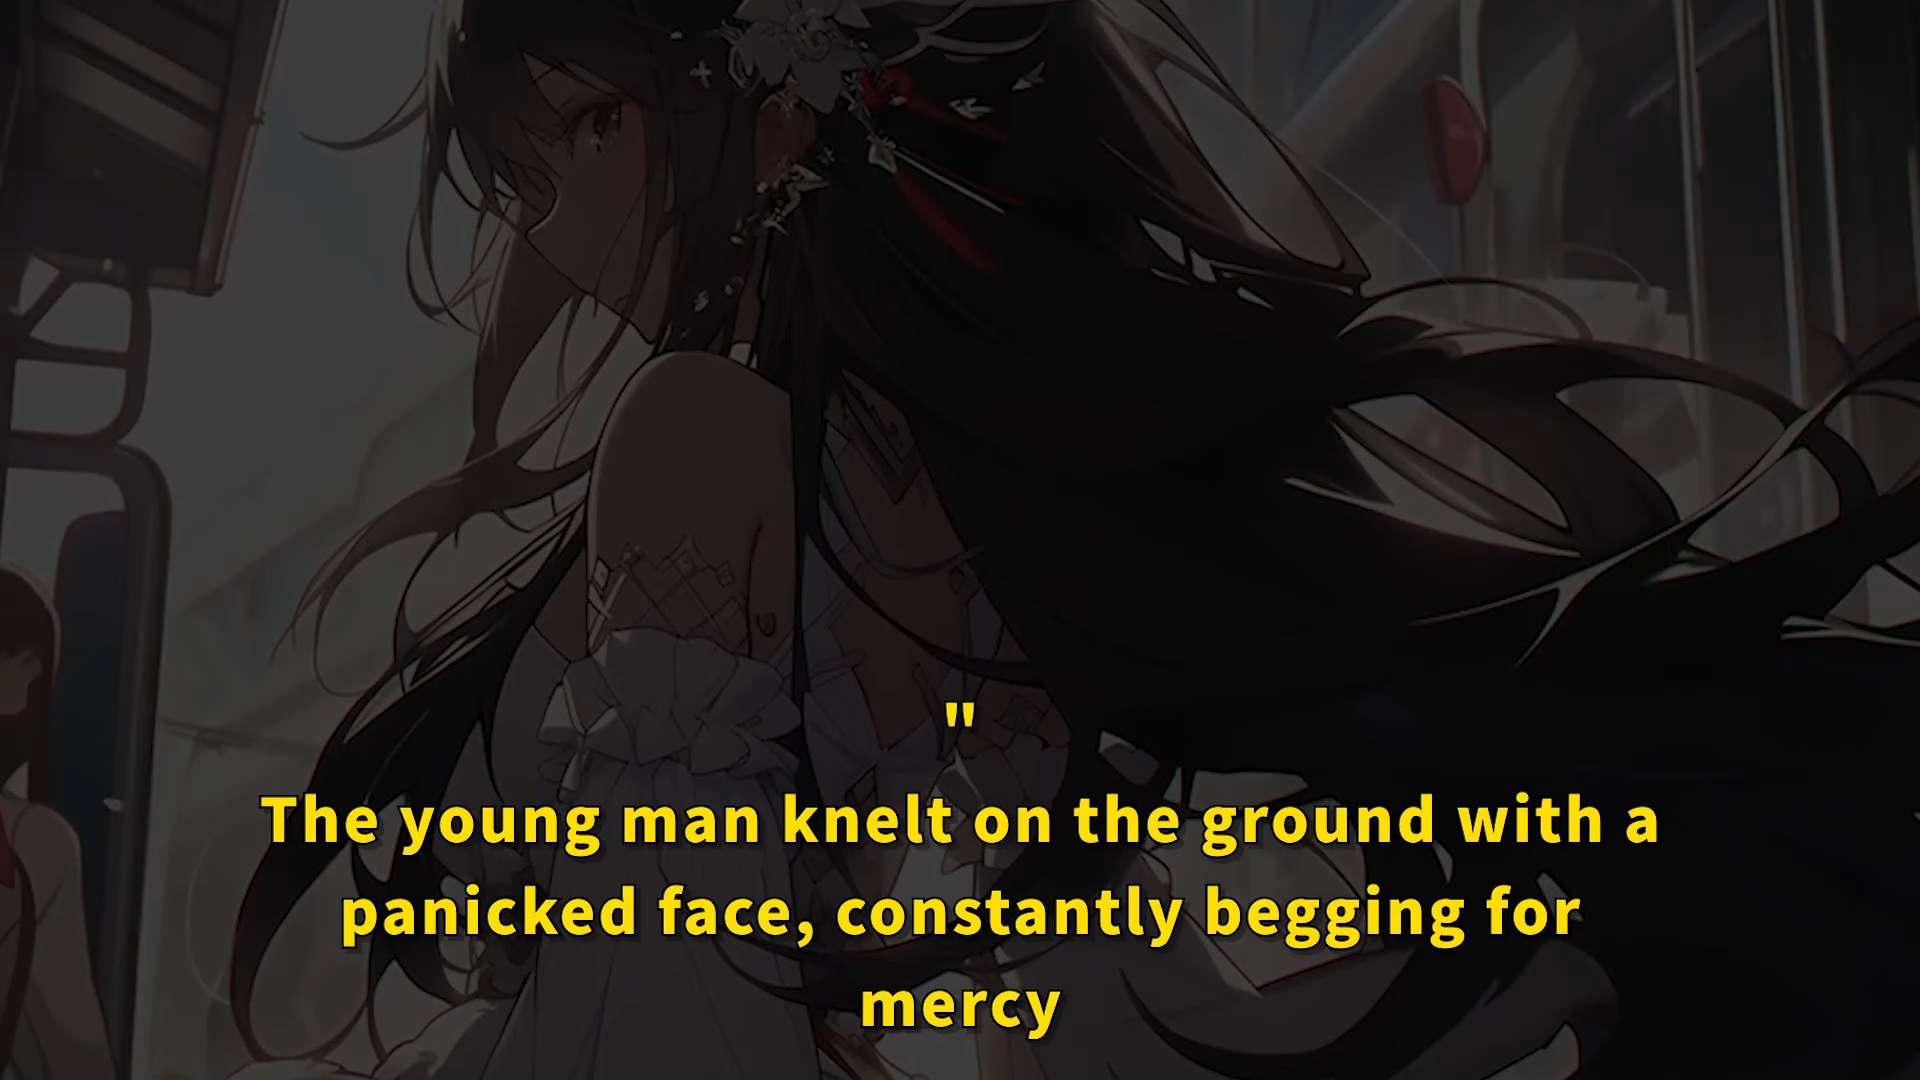 "
The young man knelt on the ground with a
panicked face, constantly begging for
mercy